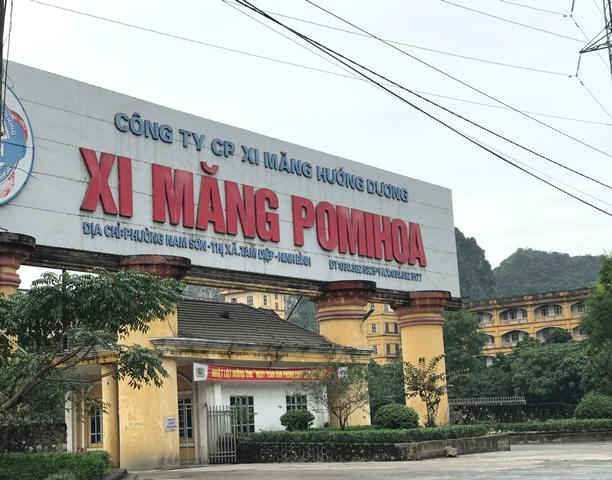 CÔNG TY CP XI MĂNG HƯỚNG DƯƠNG
XI MĂNG POMIHOA
ĐỊA CHỈ: PHƯỜNG NAM SƠN - THỊ XÃ. TAM ĐIỆP - NINH BÌNH